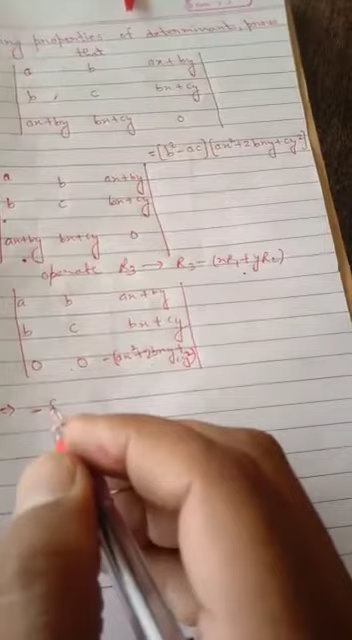 ing properties of determinants, prove
that
a b ax+by
b c bx+cy
ax+by bx+cy 0
= [b²-ac] (ax²+2bxy+cy²)
a b ax+by
b c bx+cy
ax+by bx+cy 0
operate R₃ → R₃ - (xR₁+yR₂)
a b ax+by
b c bx+cy
0 0 -(ax²+2bxy+cy²)
⇒ -